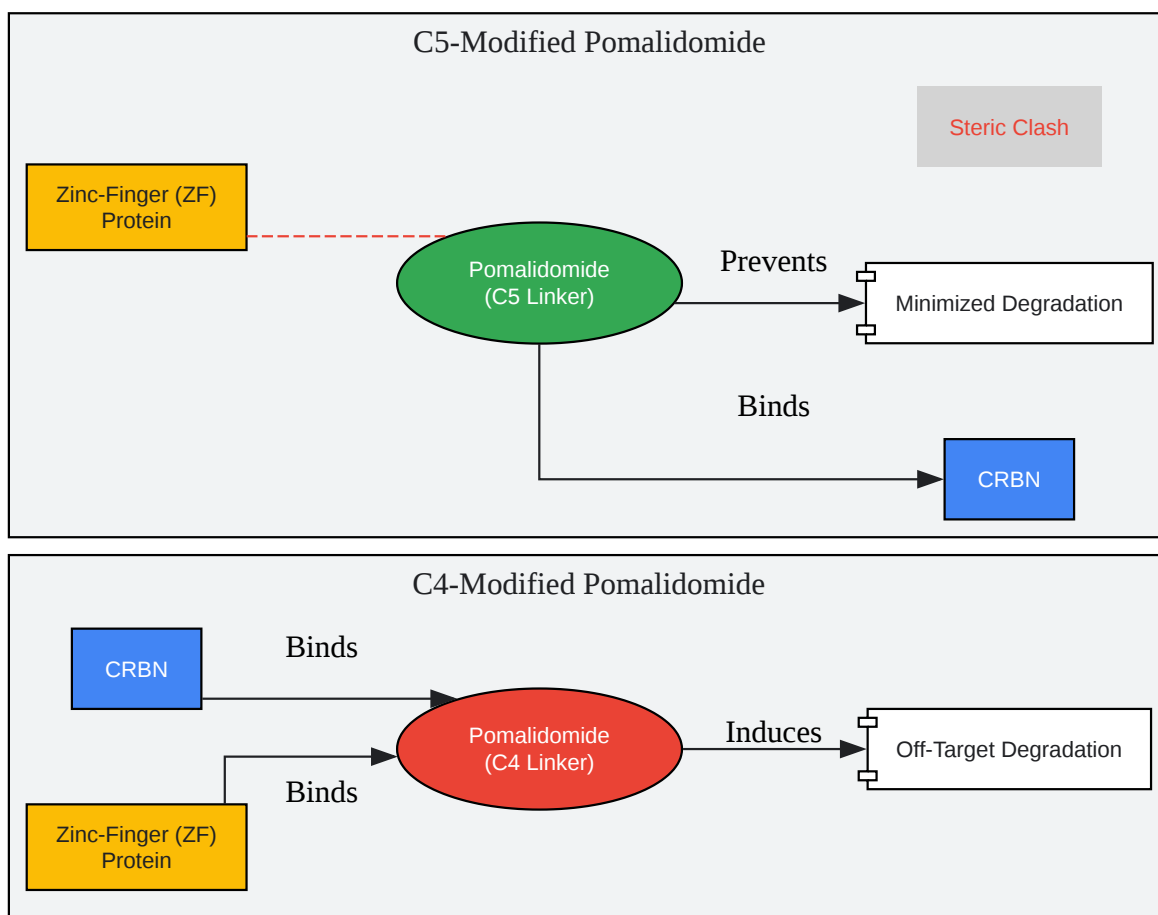 C5-Modified Pomalidomide
Steric Clash
Zinc-Finger (ZF)
Protein
Pomalidomide
(C5 Linker)
Prevents
Minimized Degradation
Binds
CRBN
C4-Modified Pomalidomide
CRBN
Binds
Pomalidomide
(C4 Linker)
Induces
Off-Target Degradation
Binds
Zinc-Finger (ZF)
Protein